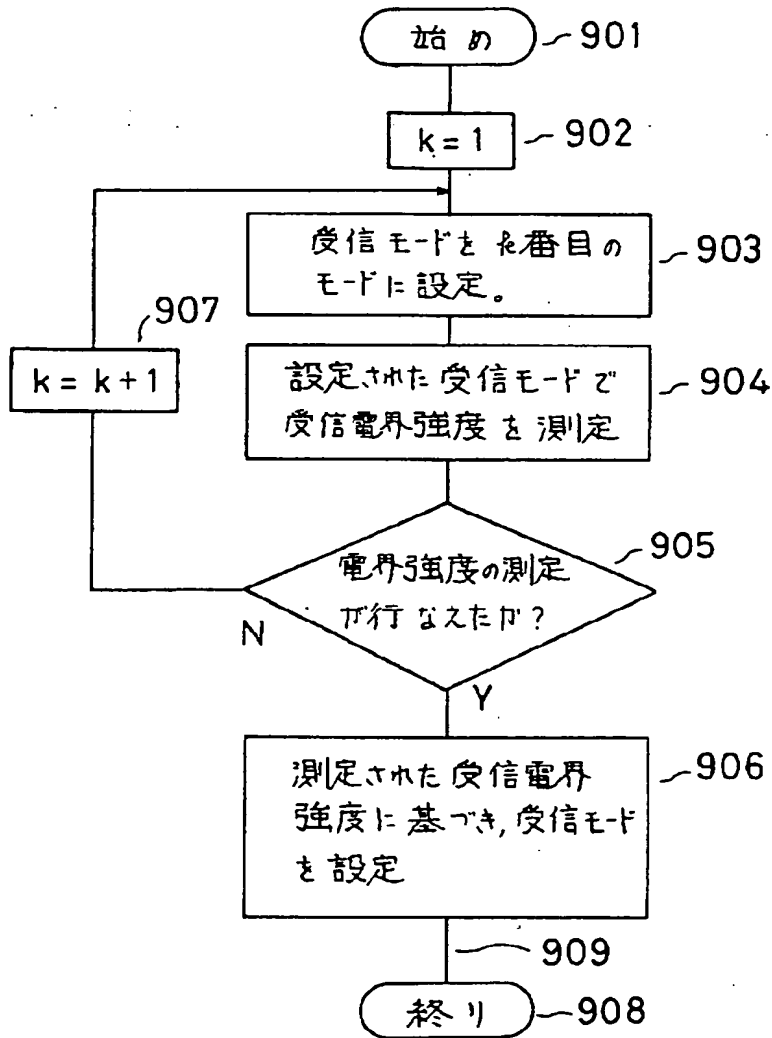 始め
901
k = 1
902
受信モードをk番目の
モードに設定。
903
907
k = k + 1
設定された受信モードで
受信電界強度を測定
904
電界強度の測定
が行なえたか?
905
N
Y
測定された受信電界
強度に基づき,受信モード
を設定
906
909
終り
908